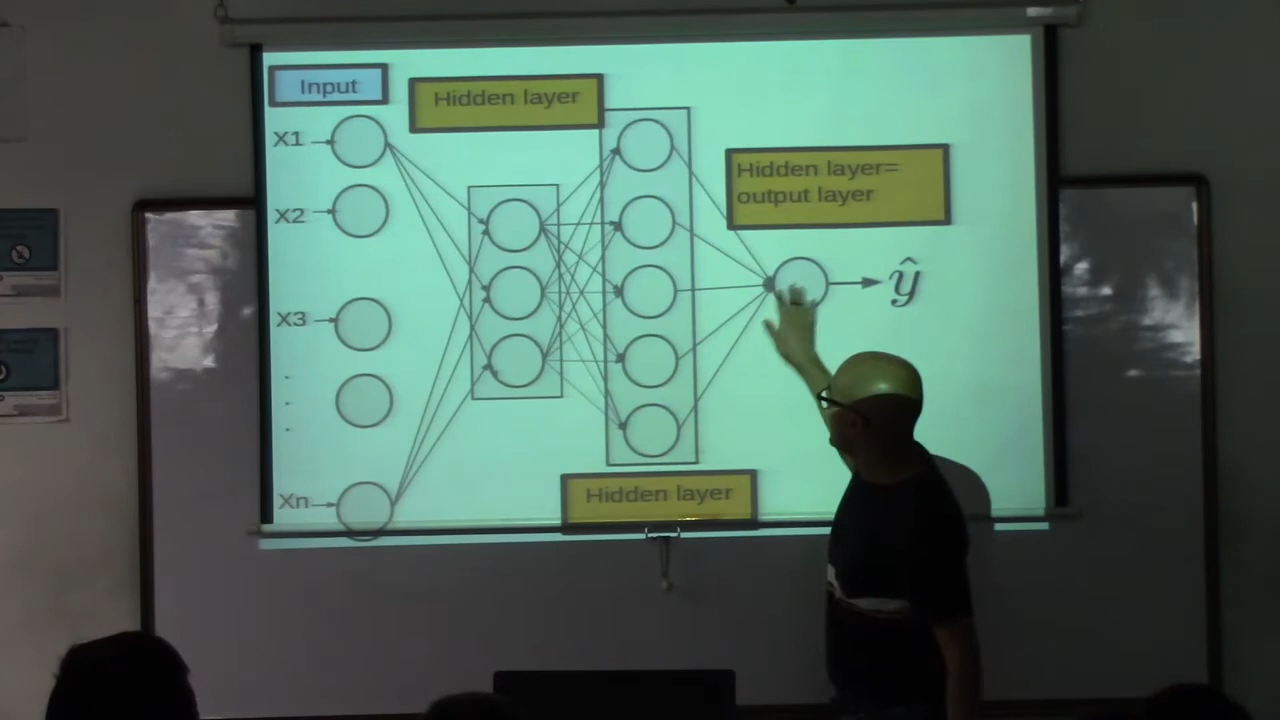 Input
Hidden layer
X1
Hidden layer=
output layer
X2
ŷ
X3
Xn
Hidden layer